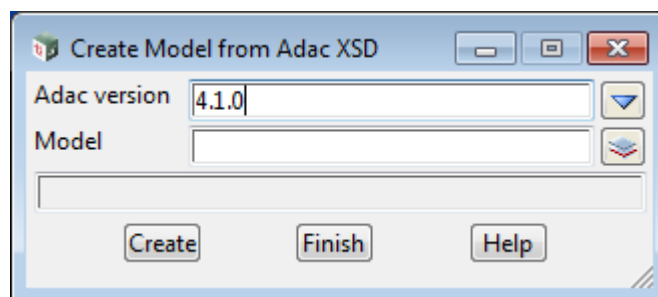 Create Model from Adac XSD
Adac version 4.1.0
Model
Create Finish Help